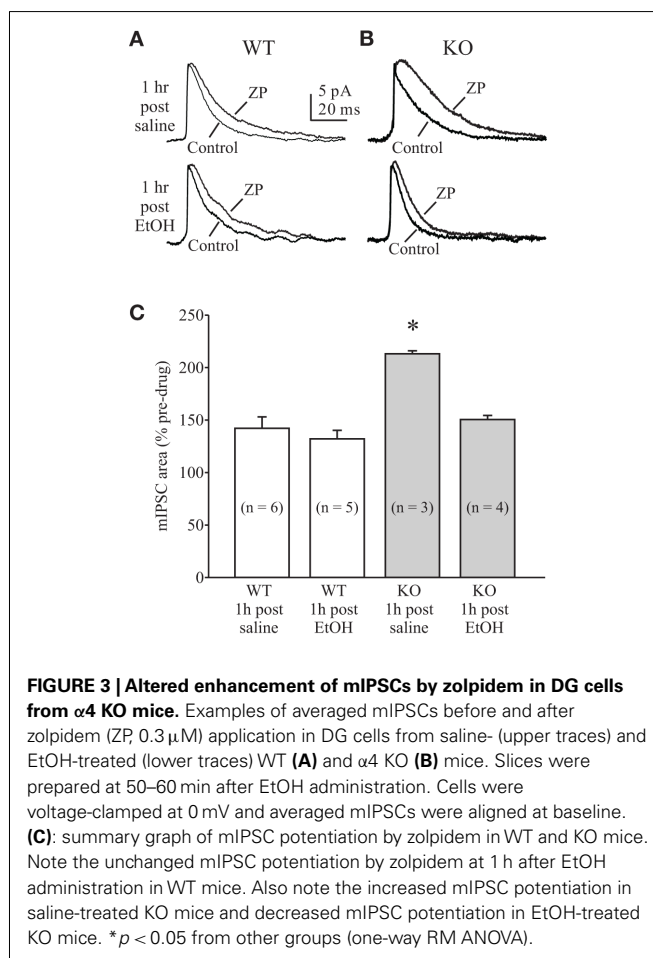 A WT B KO
1 hr
post
saline
ZP
5 pA
20 ms
Control
ZP
Control
1 hr
post
EtOH
ZP
Control
ZP
Control
C
250
200
150
100
50
0
mIPSC area (% pre-drug)
*
(n = 6) (n = 5) (n = 3) (n = 4)
WT WT KO KO
1h post 1h post 1h post 1h post
saline EtOH saline EtOH
FIGURE 3 | Altered enhancement of mIPSCs by zolpidem in DG cells
from α4 KO mice. Examples of averaged mIPSCs before and after
zolpidem (ZP, 0.3 μM) application in DG cells from saline- (upper traces) and
EtOH-treated (lower traces) WT (A) and α4 KO (B) mice. Slices were
prepared at 50–60 min after EtOH administration. Cells were
voltage-clamped at 0 mV and averaged mIPSCs were aligned at baseline.
(C): summary graph of mIPSC potentiation by zolpidem in WT and KO mice.
Note the unchanged mIPSC potentiation by zolpidem at 1 h after EtOH
administration in WT mice. Also note the increased mIPSC potentiation in
saline-treated KO mice and decreased mIPSC potentiation in EtOH-treated
KO mice. *p < 0.05 from other groups (one-way RM ANOVA).